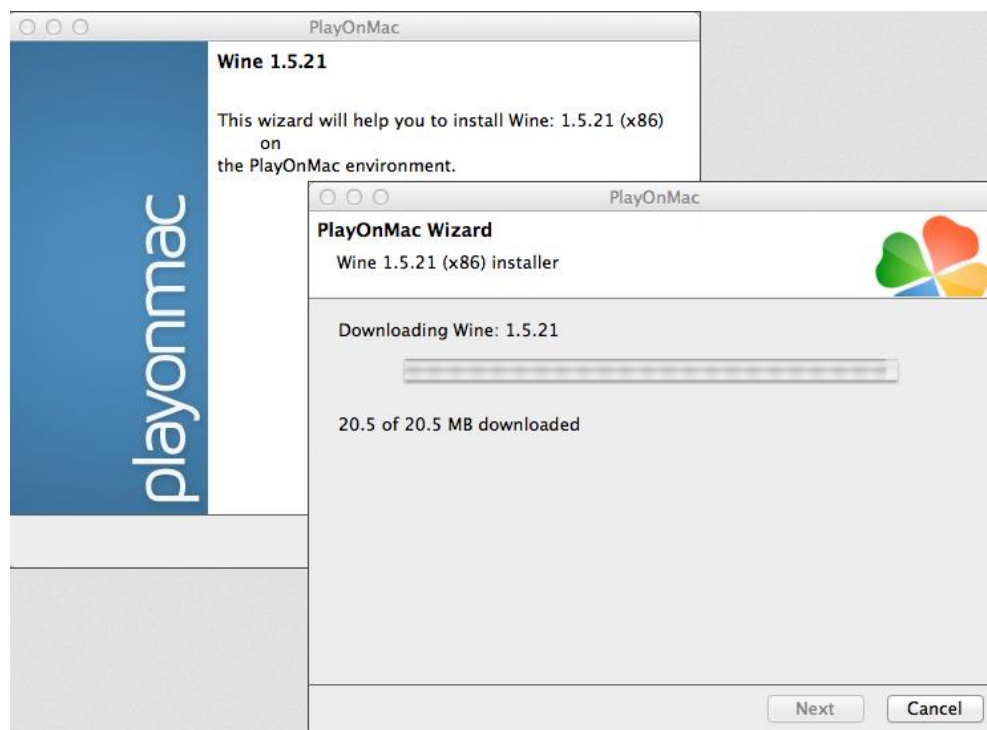 PlayOnMac
Wine 1.5.21
This wizard will help you to install Wine: 1.5.21 (x86)
on
the PlayOnMac environment.
playonmac
PlayOnMac
PlayOnMac Wizard
Wine 1.5.21 (x86) installer
Downloading Wine: 1.5.21
20.5 of 20.5 MB downloaded
Next
Cancel